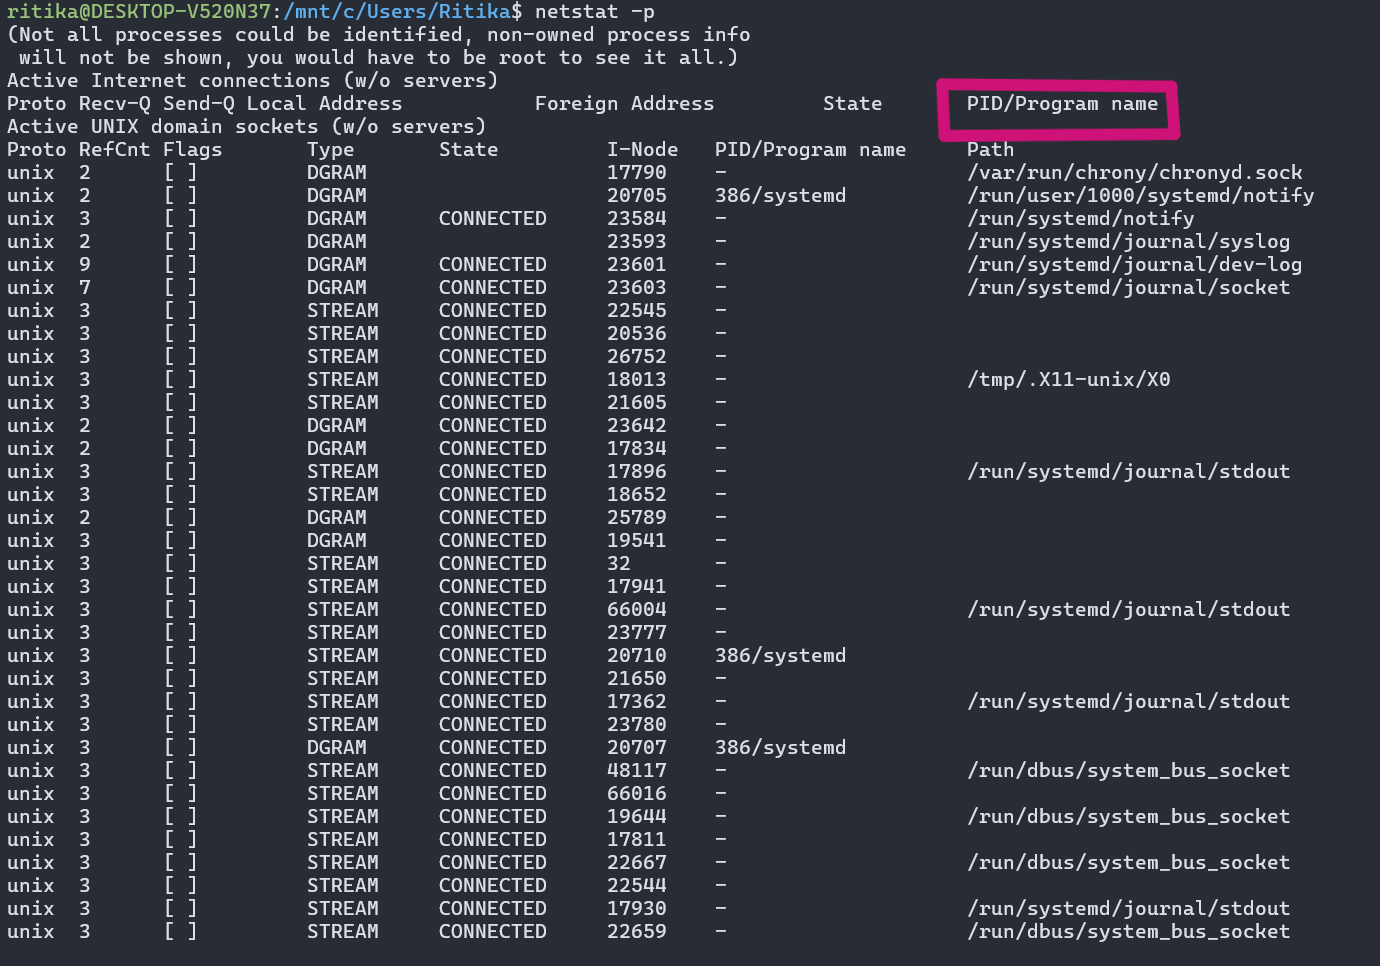 ritika@DESKTOP-V520N37:/mnt/c/Users/Ritika$ netstat -p
(Not all processes could be identified, non-owned process info
 will not be shown, you would have to be root to see it all.)
Active Internet connections (w/o servers)
Proto Recv-Q Send-Q Local Address           Foreign Address         State       PID/Program name
Active UNIX domain sockets (w/o servers)
Proto RefCnt Flags       Type       State         I-Node   PID/Program name     Path
unix  2      [ ]         DGRAM                    17790    -                    /var/run/chrony/chronyd.sock
unix  2      [ ]         DGRAM                    20705    386/systemd          /run/user/1000/systemd/notify
unix  3      [ ]         DGRAM      CONNECTED     23584    -                    /run/systemd/notify
unix  2      [ ]         DGRAM                    23593    -                    /run/systemd/journal/syslog
unix  9      [ ]         DGRAM      CONNECTED     23601    -                    /run/systemd/journal/dev-log
unix  7      [ ]         DGRAM      CONNECTED     23603    -                    /run/systemd/journal/socket
unix  3      [ ]         STREAM     CONNECTED     22545    -
unix  3      [ ]         STREAM     CONNECTED     20536    -
unix  3      [ ]         STREAM     CONNECTED     26752    -
unix  3      [ ]         STREAM     CONNECTED     18013    -                    /tmp/.X11-unix/X0
unix  3      [ ]         STREAM     CONNECTED     21605    -
unix  2      [ ]         DGRAM      CONNECTED     23642    -
unix  2      [ ]         DGRAM      CONNECTED     17834    -
unix  3      [ ]         STREAM     CONNECTED     17896    -                    /run/systemd/journal/stdout
unix  3      [ ]         STREAM     CONNECTED     18652    -
unix  2      [ ]         DGRAM      CONNECTED     25789    -
unix  3      [ ]         DGRAM      CONNECTED     19541    -
unix  3      [ ]         STREAM     CONNECTED     32       -
unix  3      [ ]         STREAM     CONNECTED     17941    -
unix  3      [ ]         STREAM     CONNECTED     66004    -                    /run/systemd/journal/stdout
unix  3      [ ]         STREAM     CONNECTED     23777    -
unix  3      [ ]         STREAM     CONNECTED     20710    386/systemd
unix  3      [ ]         STREAM     CONNECTED     21650    -
unix  3      [ ]         STREAM     CONNECTED     17362    -                    /run/systemd/journal/stdout
unix  3      [ ]         STREAM     CONNECTED     23780    -
unix  3      [ ]         DGRAM      CONNECTED     20707    386/systemd
unix  3      [ ]         STREAM     CONNECTED     48117    -                    /run/dbus/system_bus_socket
unix  3      [ ]         STREAM     CONNECTED     66016    -
unix  3      [ ]         STREAM     CONNECTED     19644    -                    /run/dbus/system_bus_socket
unix  3      [ ]         STREAM     CONNECTED     17811    -
unix  3      [ ]         STREAM     CONNECTED     22667    -                    /run/dbus/system_bus_socket
unix  3      [ ]         STREAM     CONNECTED     22544    -
unix  3      [ ]         STREAM     CONNECTED     17930    -                    /run/systemd/journal/stdout
unix  3      [ ]         STREAM     CONNECTED     22659    -                    /run/dbus/system_bus_socket